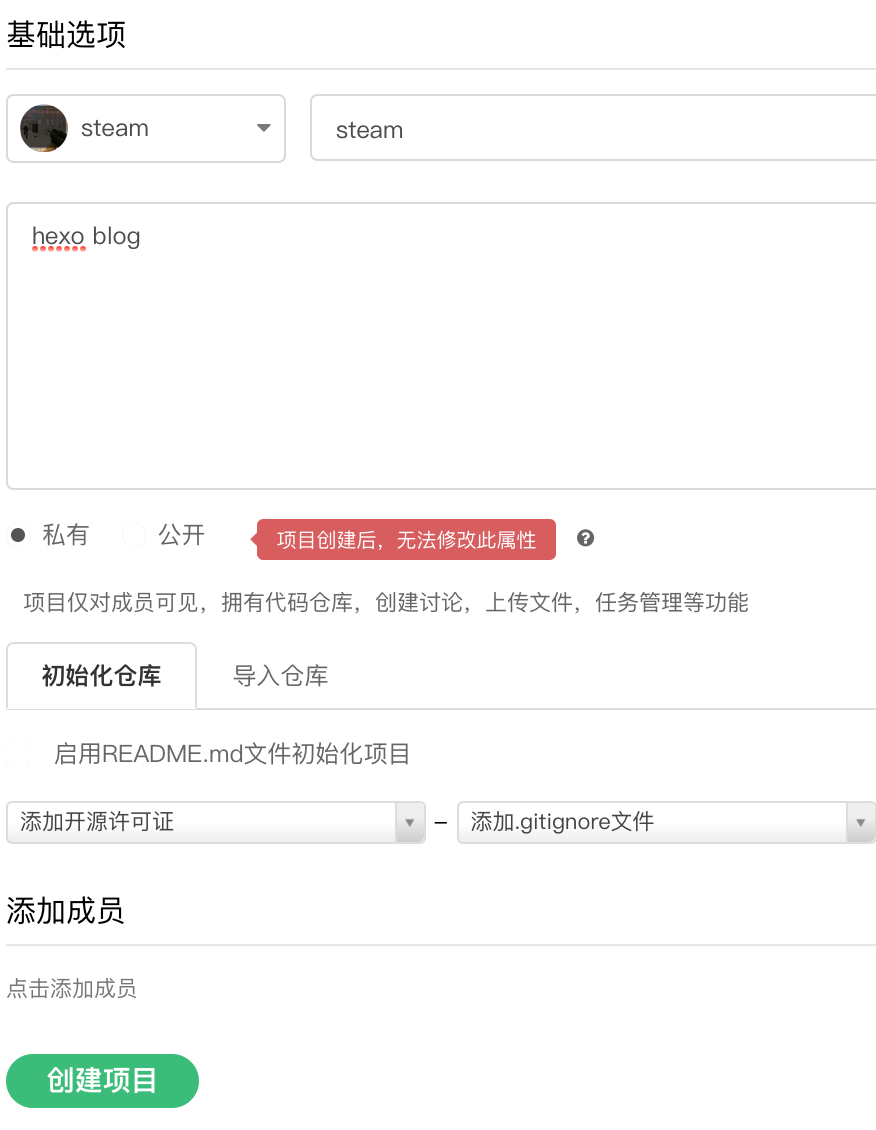 基础选项
steam steam
hexo blog
私有 公开 项目创建后，无法修改此属性
项目仅对成员可见，拥有代码仓库，创建讨论，上传文件，任务管理等功能
初始化仓库 导入仓库
启用README.md文件初始化项目
添加开源许可证 – 添加.gitignore文件
添加成员
点击添加成员
创建项目